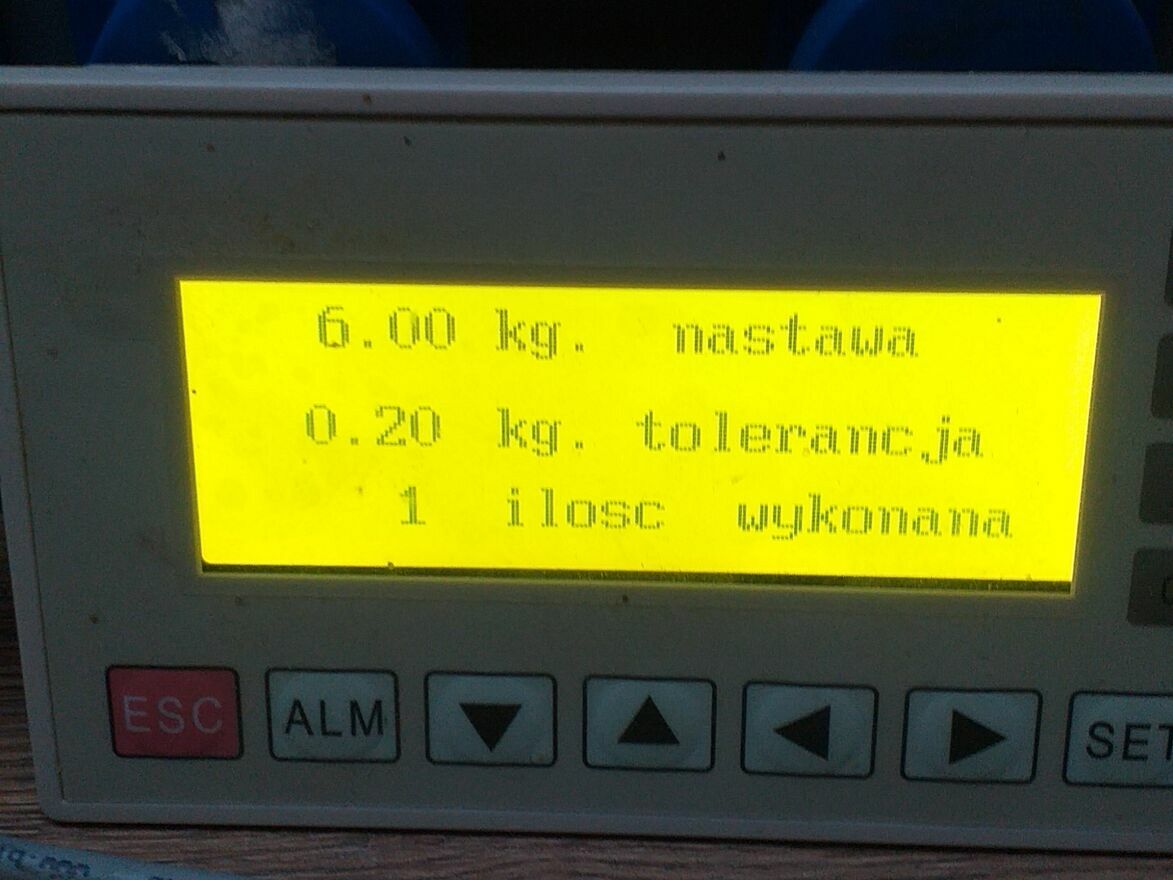 6.00 kg. nastawa
0.20 kg. tolerancja
1 ilosc wykonana
ESC ALM SET